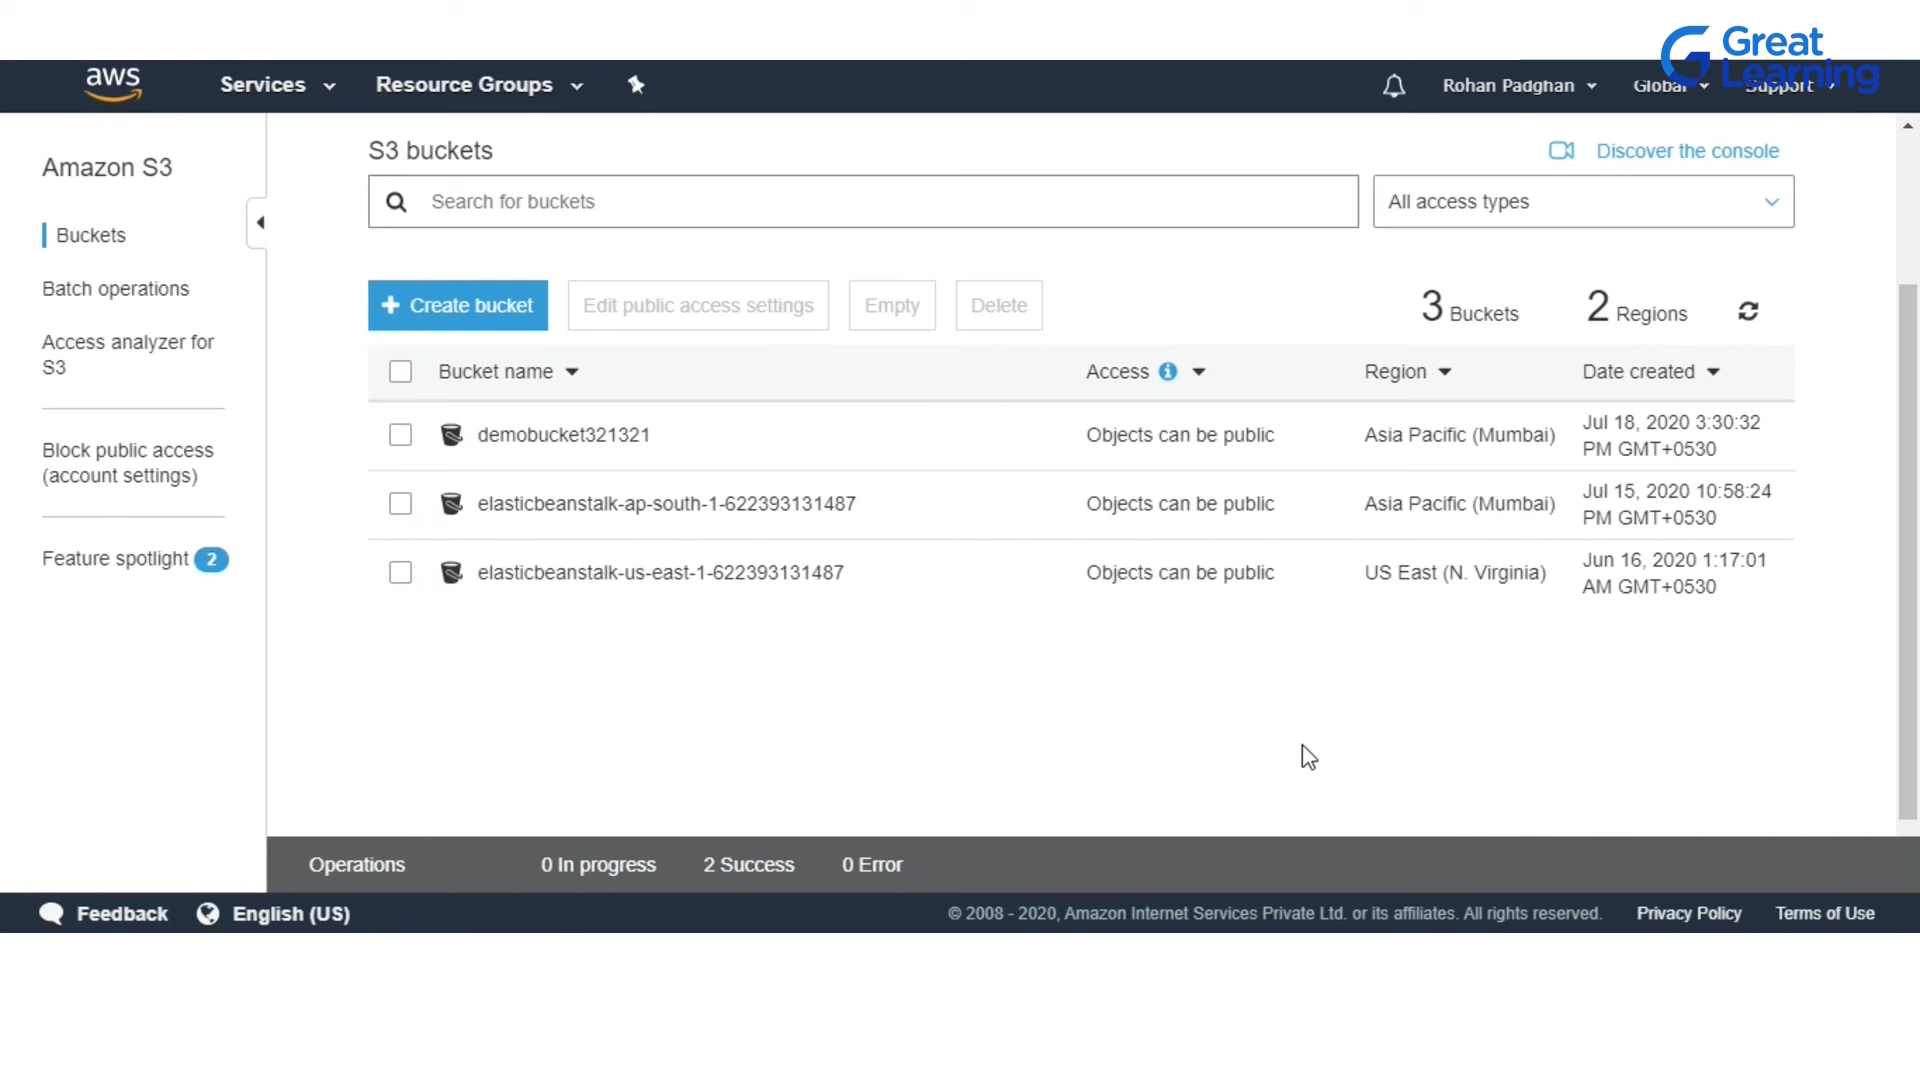 Great
Learning
aws
Services
Resource Groups
Rohan Padghan
Global
Support
Amazon S3
Buckets
Batch operations
Access analyzer for
S3
Block public access
(account settings)
Feature spotlight 2
S3 buckets
Discover the console
Search for buckets
All access types
+ Create bucket
Edit public access settings
Empty
Delete
3 Buckets
2 Regions
Bucket name
Access
Region
Date created
demobucket321321
Objects can be public
Asia Pacific (Mumbai)
Jul 18, 2020 3:30:32
PM GMT+0530
elasticbeanstalk-ap-south-1-622393131487
Objects can be public
Asia Pacific (Mumbai)
Jul 15, 2020 10:58:24
PM GMT+0530
elasticbeanstalk-us-east-1-622393131487
Objects can be public
US East (N. Virginia)
Jun 16, 2020 1:17:01
AM GMT+0530
Operations
0 In progress
2 Success
0 Error
Feedback
English (US)
© 2008 - 2020, Amazon Internet Services Private Ltd. or its affiliates. All rights reserved.
Privacy Policy
Terms of Use